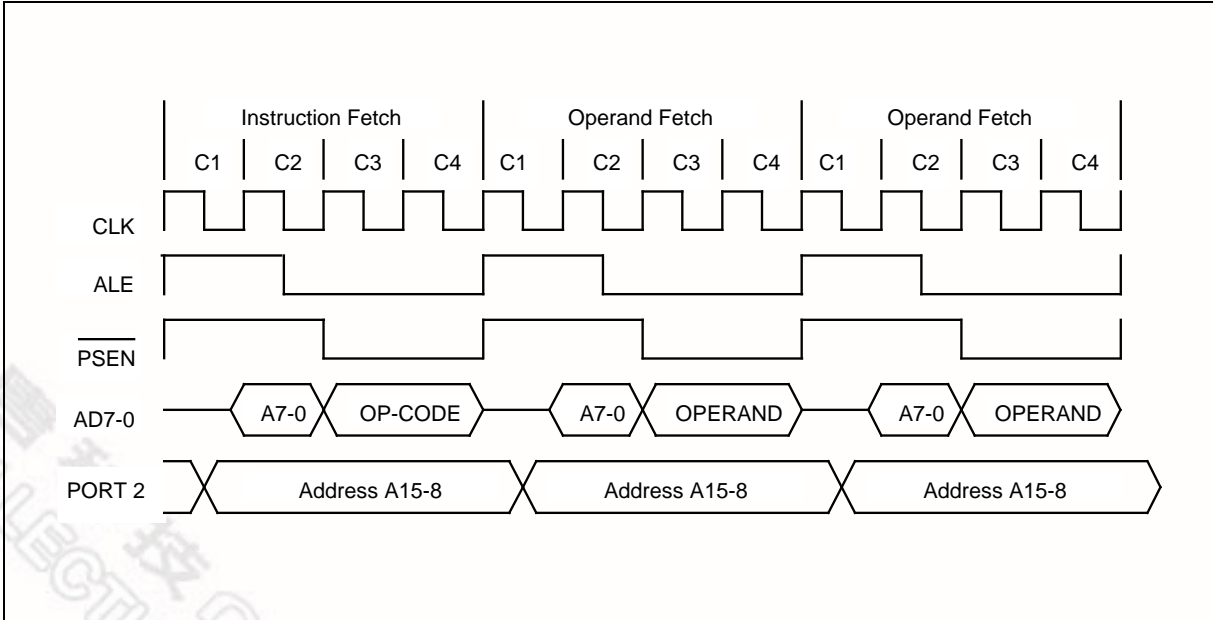 Instruction Fetch Operand Fetch Operand Fetch
C1 C2 C3 C4 C1 C2 C3 C4 C1 C2 C3 C4
CLK
ALE
PSEN
AD7-0 A7-0 OP-CODE A7-0 OPERAND A7-0 OPERAND
PORT 2 Address A15-8 Address A15-8 Address A15-8